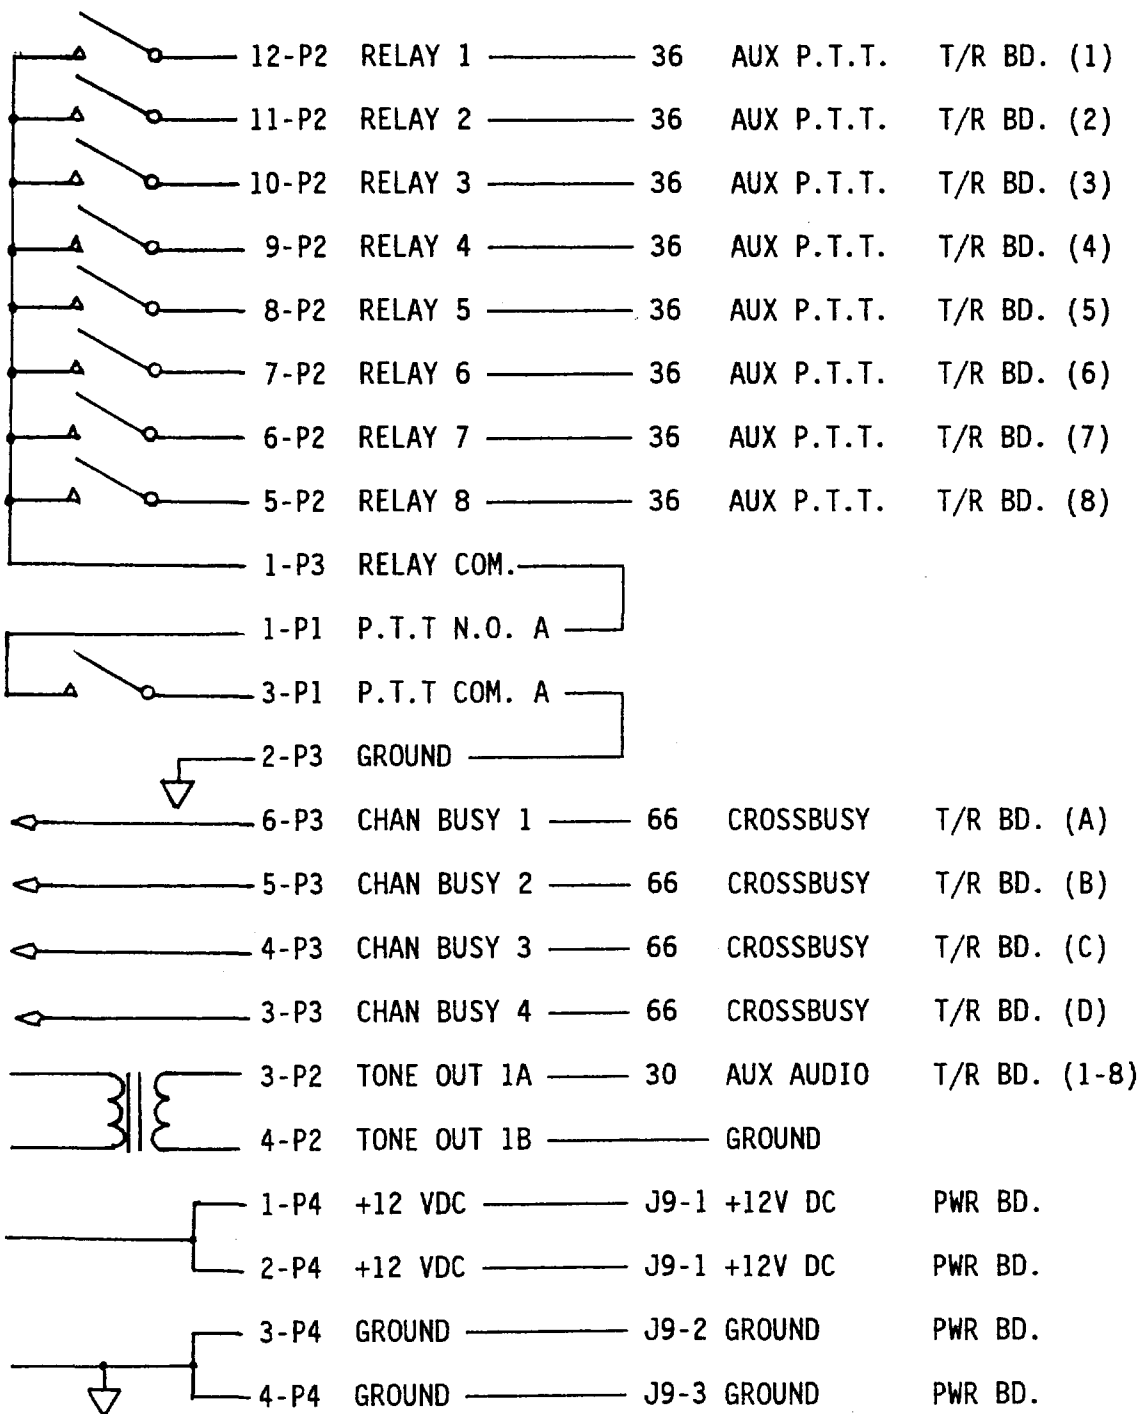 12-P2 RELAY 1 36 AUX P.T.T. T/R BD. (1)
11-P2 RELAY 2 36 AUX P.T.T. T/R BD. (2)
10-P2 RELAY 3 36 AUX P.T.T. T/R BD. (3)
9-P2 RELAY 4 36 AUX P.T.T. T/R BD. (4)
8-P2 RELAY 5 36 AUX P.T.T. T/R BD. (5)
7-P2 RELAY 6 36 AUX P.T.T. T/R BD. (6)
6-P2 RELAY 7 36 AUX P.T.T. T/R BD. (7)
5-P2 RELAY 8 36 AUX P.T.T. T/R BD. (8)
1-P3 RELAY COM.
1-P1 P.T.T N.O. A
3-P1 P.T.T COM. A
2-P3 GROUND
6-P3 CHAN BUSY 1 66 CROSSBUSY T/R BD. (A)
5-P3 CHAN BUSY 2 66 CROSSBUSY T/R BD. (B)
4-P3 CHAN BUSY 3 66 CROSSBUSY T/R BD. (C)
3-P3 CHAN BUSY 4 66 CROSSBUSY T/R BD. (D)
3-P2 TONE OUT 1A 30 AUX AUDIO T/R BD. (1-8)
4-P2 TONE OUT 1B GROUND
1-P4 +12 VDC J9-1 +12V DC PWR BD.
2-P4 +12 VDC J9-1 +12V DC PWR BD.
3-P4 GROUND J9-2 GROUND PWR BD.
4-P4 GROUND J9-3 GROUND PWR BD.